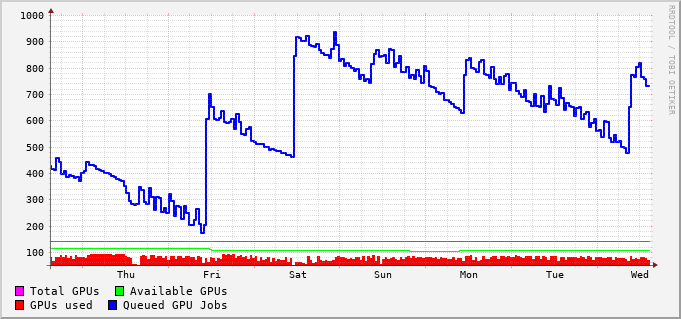 RRDTOOL / TOBI OETIKER
1000
900
800
700
600
500
400
300
200
100
Thu Fri Sat Sun Mon Tue Wed
Total GPUs Available GPUs
GPUs used Queued GPU Jobs